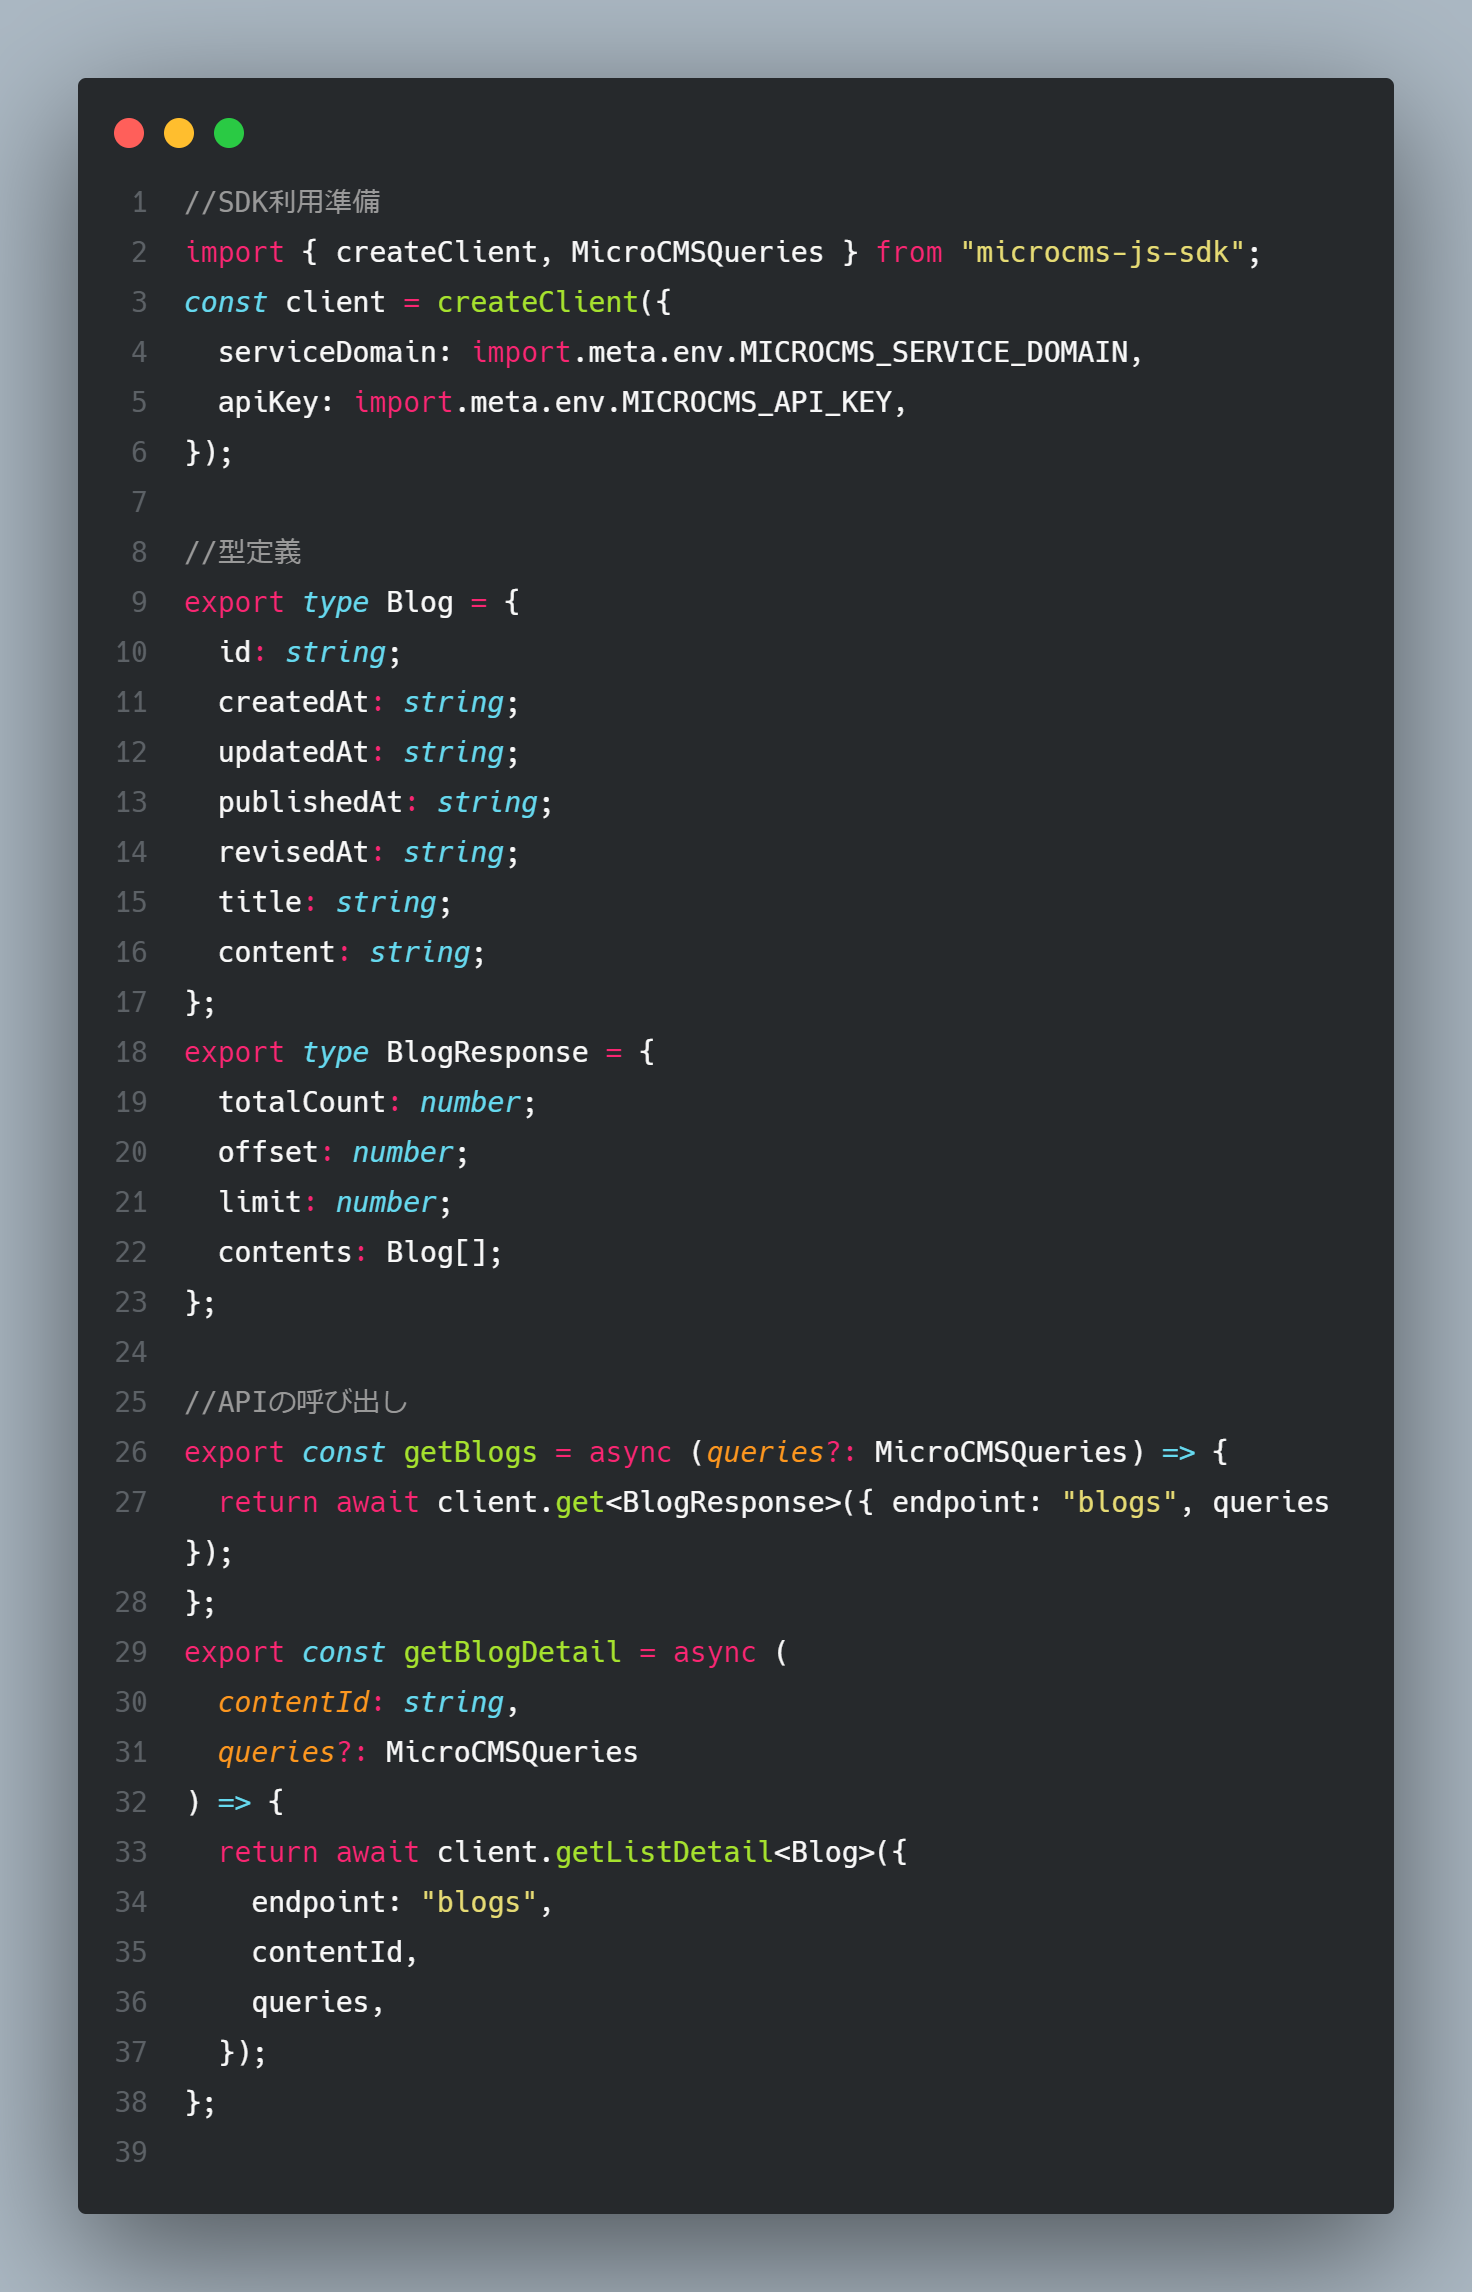 1 //SDK利用準備
2 import { createClient, MicroCMSQueries } from "microcms-js-sdk";
3 const client = createClient({
4   serviceDomain: import.meta.env.MICROCMS_SERVICE_DOMAIN,
5   apiKey: import.meta.env.MICROCMS_API_KEY,
6 });
7
8 //型定義
9 export type Blog = {
10   id: string;
11   createdAt: string;
12   updatedAt: string;
13   publishedAt: string;
14   revisedAt: string;
15   title: string;
16   content: string;
17 };
18 export type BlogResponse = {
19   totalCount: number;
20   offset: number;
21   limit: number;
22   contents: Blog[];
23 };
24
25 //APIの呼び出し
26 export const getBlogs = async (queries?: MicroCMSQueries) => {
27   return await client.get<BlogResponse>({ endpoint: "blogs", queries
});
28 };
29 export const getBlogDetail = async (
30   contentId: string,
31   queries?: MicroCMSQueries
32 ) => {
33   return await client.getListDetail<Blog>({
34     endpoint: "blogs",
35     contentId,
36     queries,
37   });
38 };
39